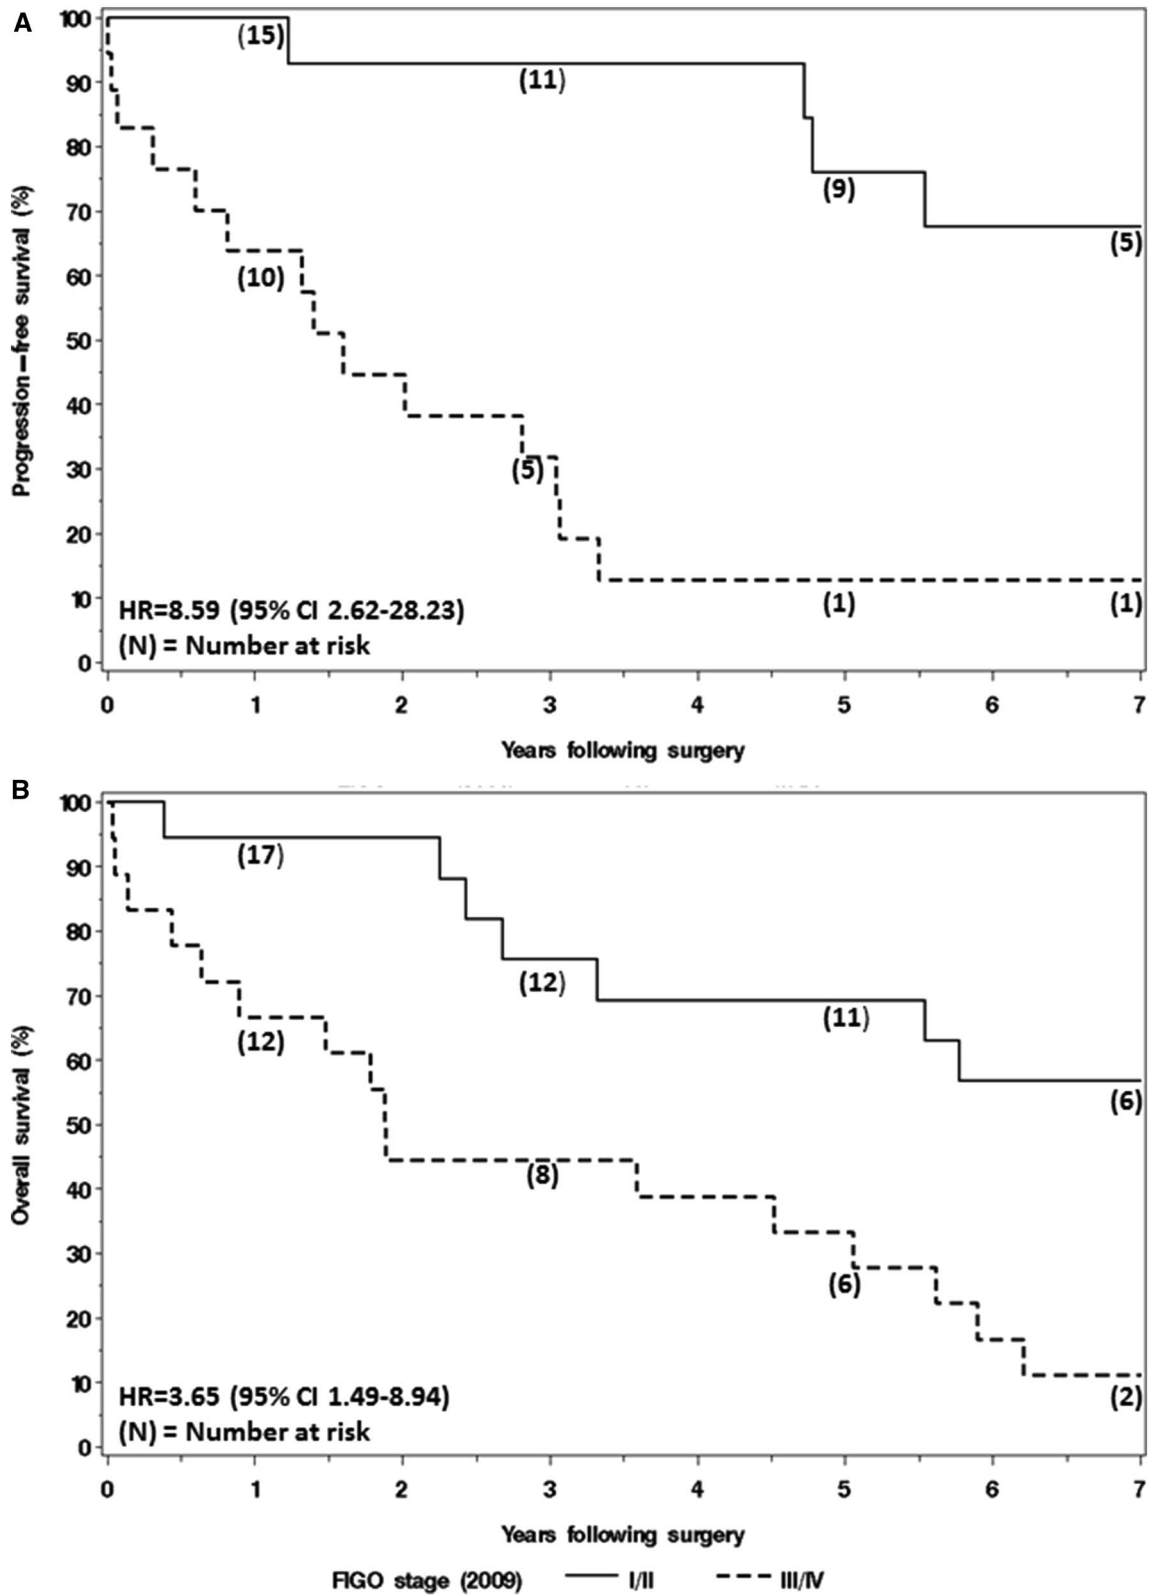 A
100
90
80
70
60
50
40
30
20
10
0
Progression-free survival (%)
(15)
(11)
(9)
(5)
(10)
(5)
(1)
(1)
HR=8.59 (95% CI 2.62-28.23)
(N) = Number at risk
0 1 2 3 4 5 6 7
Years following surgery
B
100
90
80
70
60
50
40
30
20
10
0
Overall survival (%)
(17)
(12)
(11)
(6)
(12)
(8)
(6)
(2)
HR=3.65 (95% CI 1.49-8.94)
(N) = Number at risk
0 1 2 3 4 5 6 7
Years following surgery
FIGO stage (2009) I/II III/IV